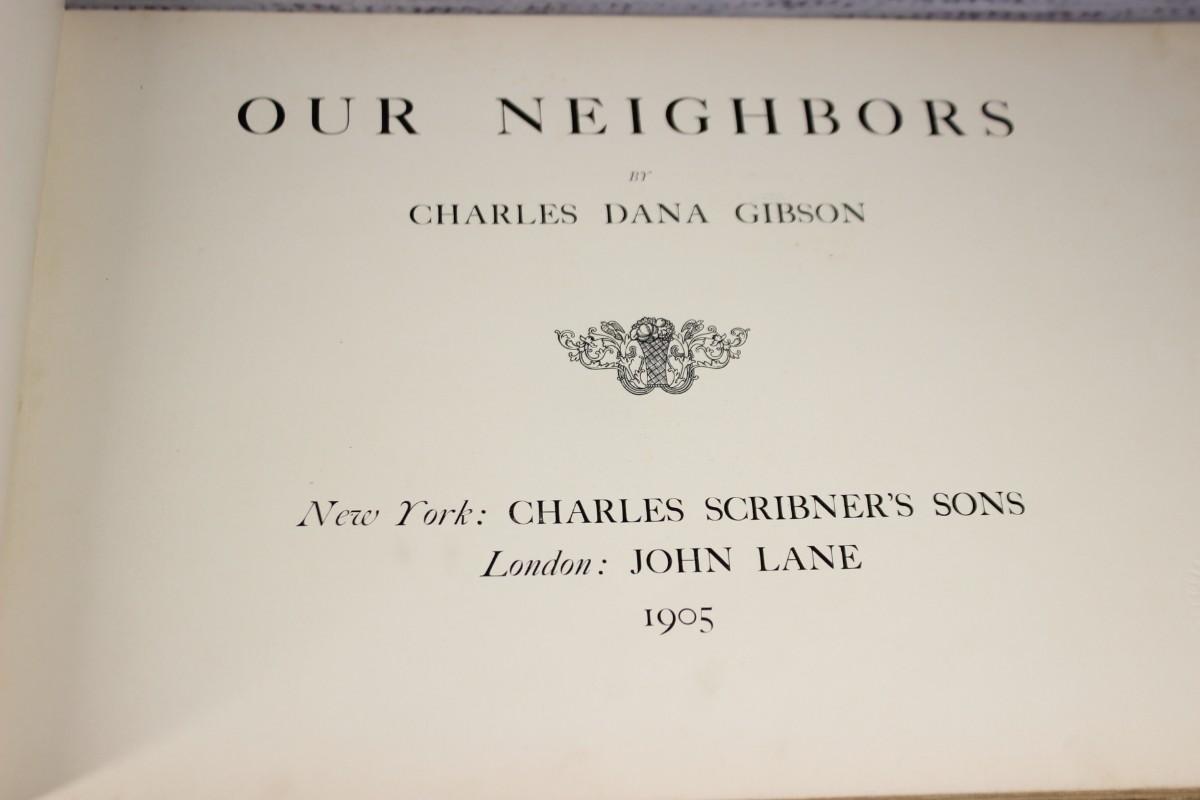 OUR NEIGHBORS
BY
CHARLES DANA GIBSON
New York: CHARLES SCRIBNER'S SONS
London: JOHN LANE
1905